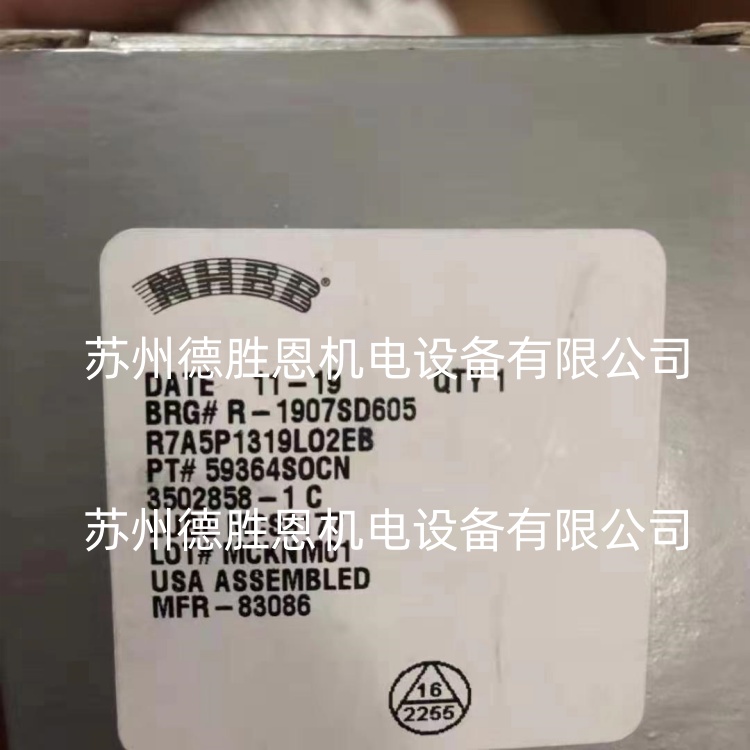 NHBB®
苏州德胜恩机电设备有限公司
DATE 11-19 QTY 1
BRG# R-1907SD605
R7A5P1319LO2EB
PT# 59364SOCN
3502858-1 C
苏州德胜恩机电设备有限公司
LOT# MCKNM01
USA ASSEMBLED
MFR-83086
16
2255